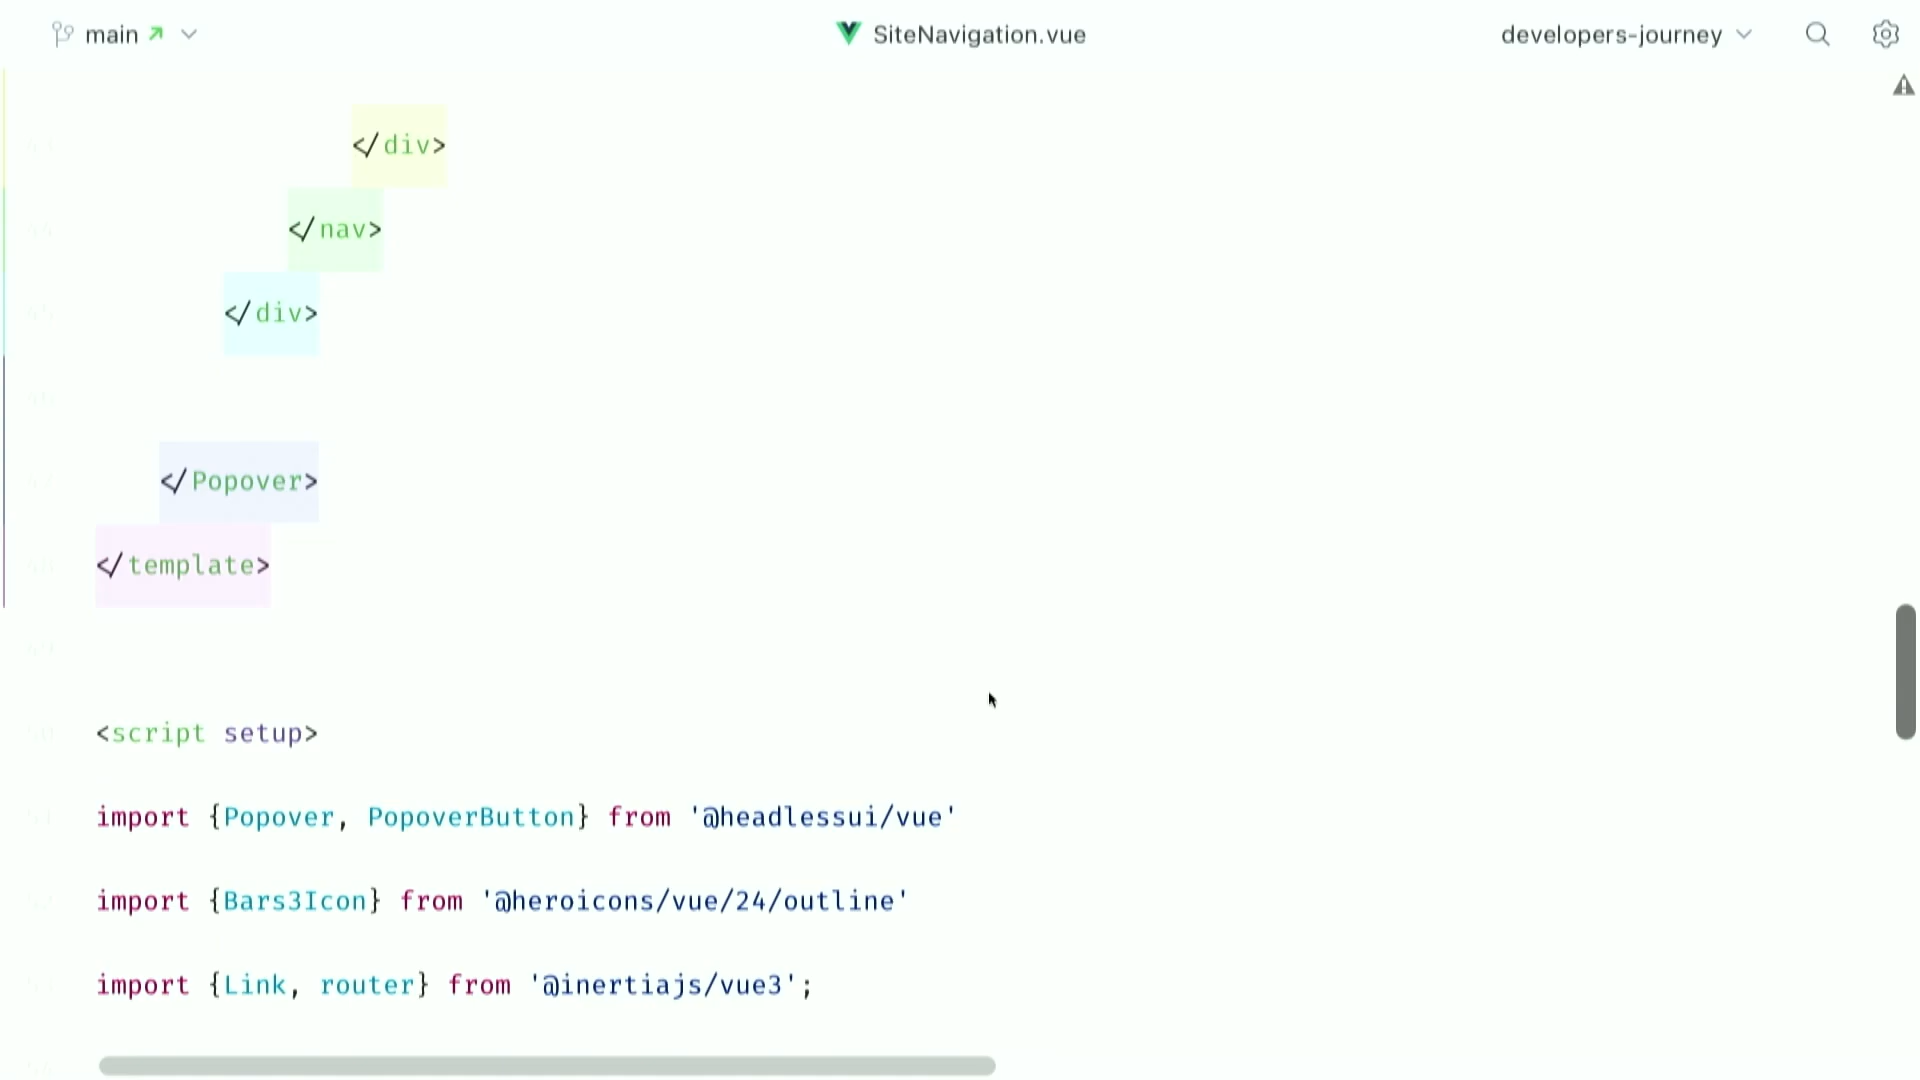 main
SiteNavigation.vue
developers-journey
</div>
</nav>
</div>
</Popover>
</template>
<script setup>
import {Popover, PopoverButton} from '@headlessui/vue'
import {Bars3Icon} from '@heroicons/vue/24/outline'
import {Link, router} from '@inertiajs/vue3';